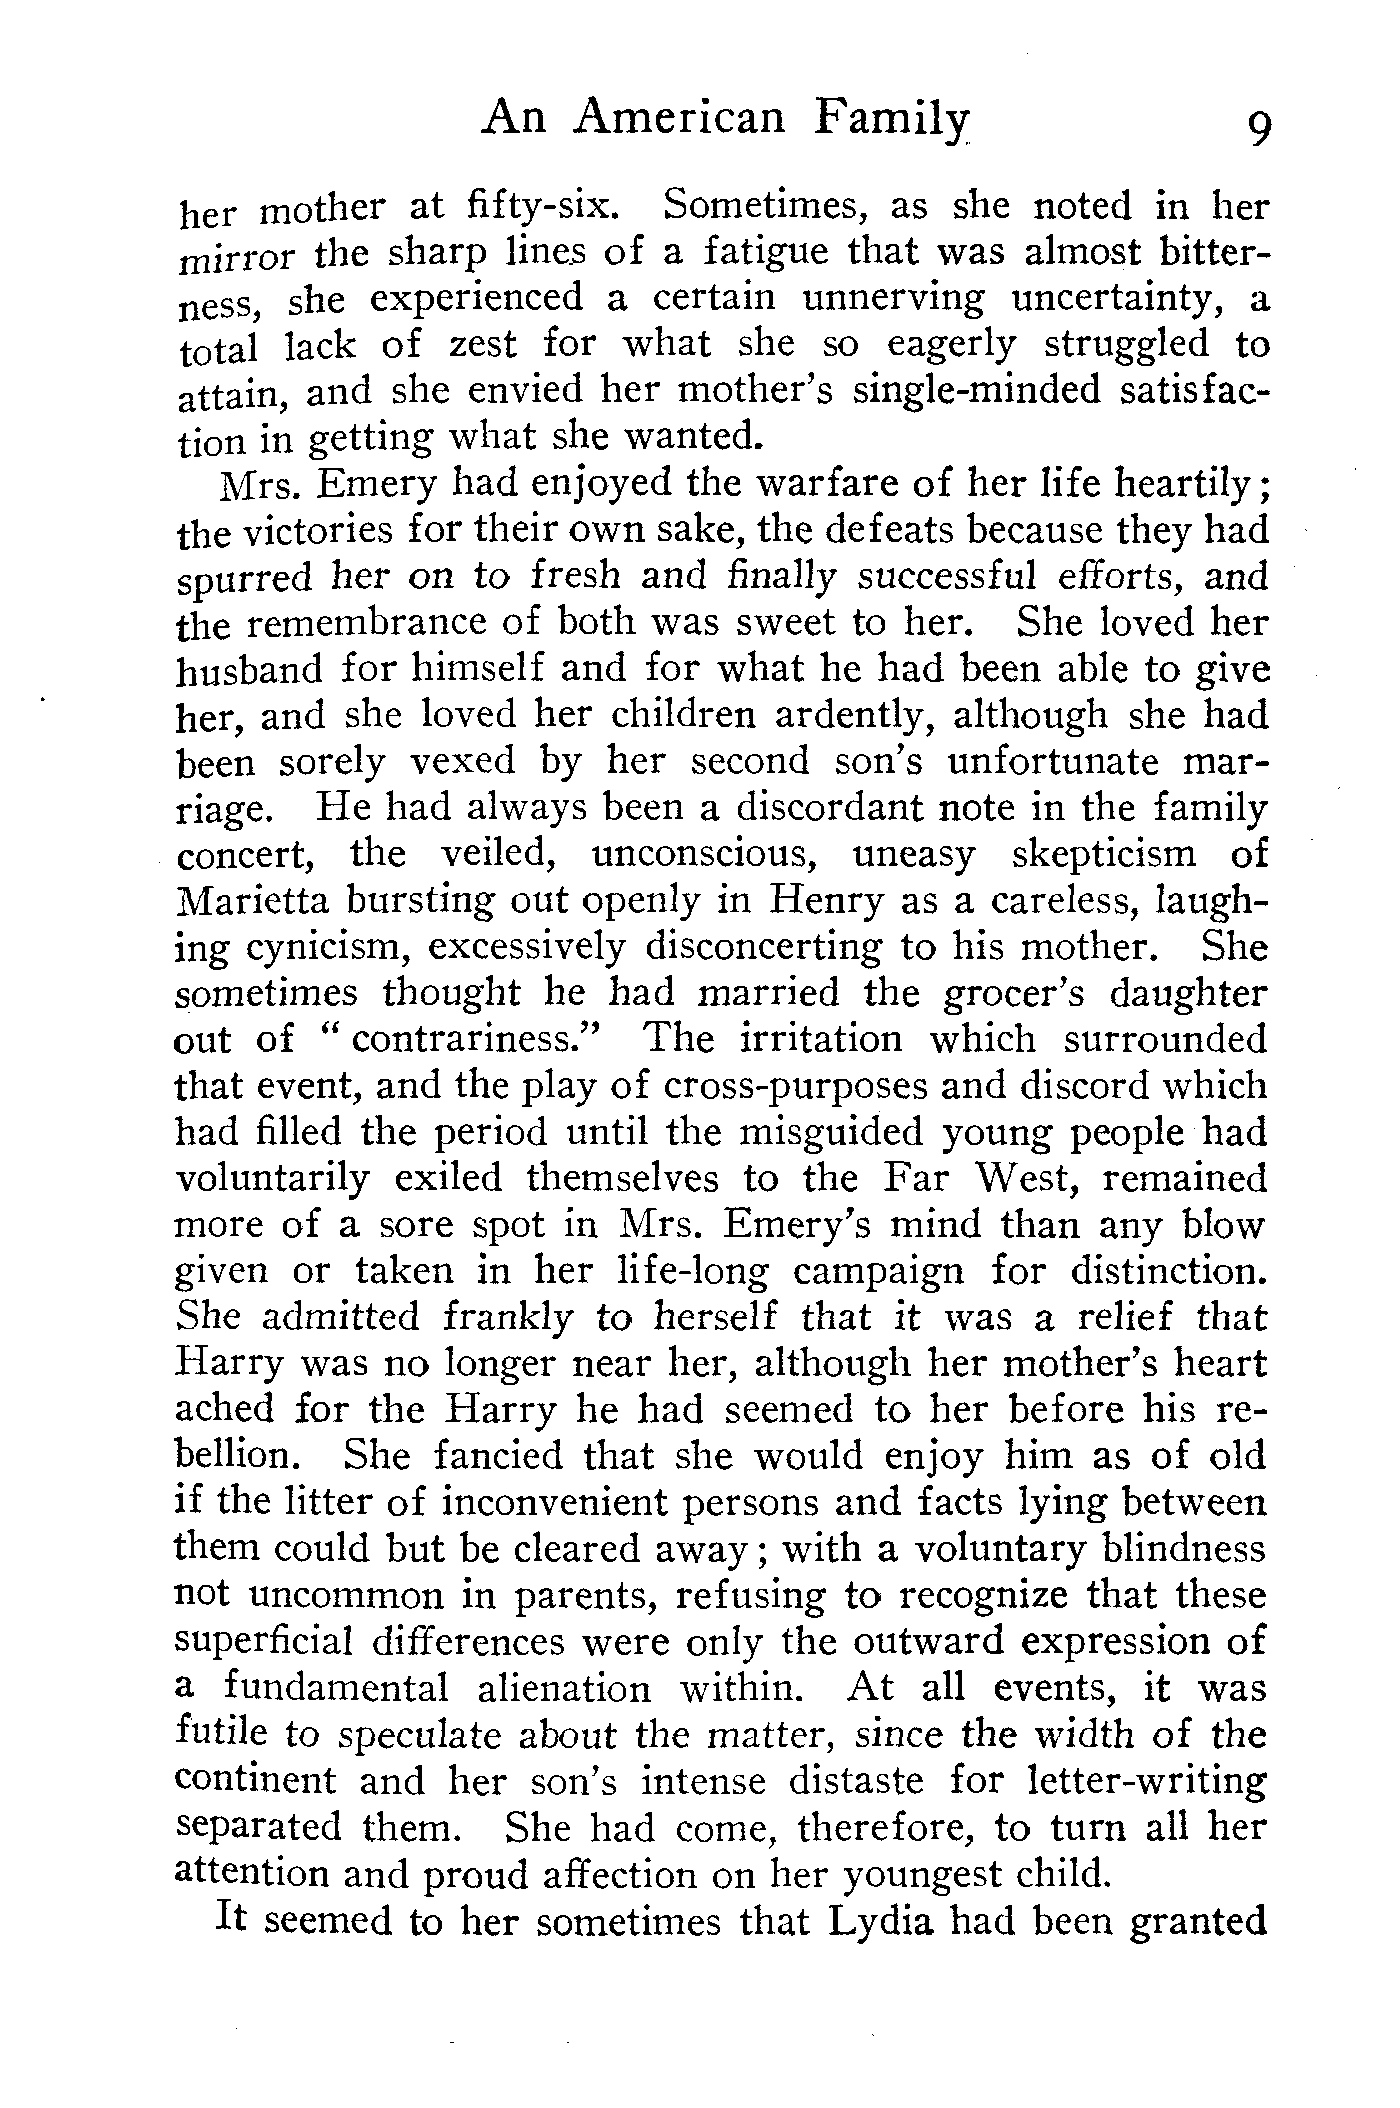 An American Family 9
her mother at fifty-six. Sometimes, as she noted in her
mirror the sharp lines of a fatigue that was almost bitter-
ness, she experienced a certain unnerving uncertainty, a
total lack of zest for what she so eagerly struggled to
attain, and she envied her mother's single-minded satisfac-
tion in getting what she wanted.
Mrs. Emery had enjoyed the warfare of her life heartily;
the victories for their own sake, the defeats because they had
spurred her on to fresh and finally successful efforts, and
the remembrance of both was sweet to her. She loved her
husband for himself and for what he had been able to give
her, and she loved her children ardently, although she had
been sorely vexed by her second son's unfortunate mar-
riage. He had always been a discordant note in the family
concert, the veiled, unconscious, uneasy skepticism of
Marietta bursting out openly in Henry as a careless, laugh-
ing cynicism, excessively disconcerting to his mother. She
sometimes thought he had married the grocer's daughter
out of " contrariness." The irritation which surrounded
that event, and the play of cross-purposes and discord which
had filled the period until the misguided young people had
voluntarily exiled themselves to the Far West, remained
more of a sore spot in Mrs. Emery's mind than any blow
given or taken in her life-long campaign for distinction.
She admitted frankly to herself that it was a relief that
Harry was no longer near her, although her mother's heart
ached for the Harry he had seemed to her before his re-
bellion. She fancied that she would enjoy him as of old
if the litter of inconvenient persons and facts lying between
them could but be cleared away; with a voluntary blindness
not uncommon in parents, refusing to recognize that these
superficial differences were only the outward expression of
a fundamental alienation within. At all events, it was
futile to speculate about the matter, since the width of the
continent and her son's intense distaste for letter-writing
separated them. She had come, therefore, to turn all her
attention and proud affection on her youngest child.
It seemed to her sometimes that Lydia had been granted